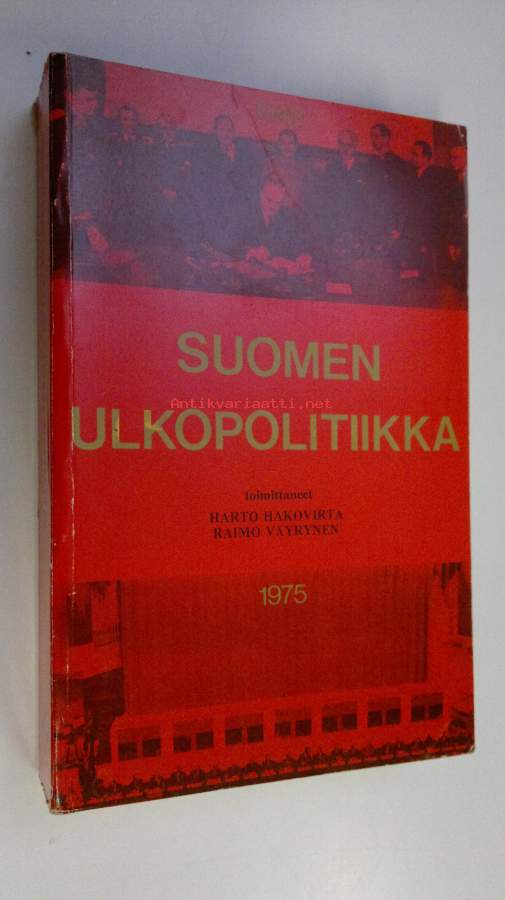 SUOMEN
Antikvariaatti.net
ULKOPOLITIIKKA
toimittaneet
HARTO HAKOVIRTA
RAIMO VÄYRYNEN
1975